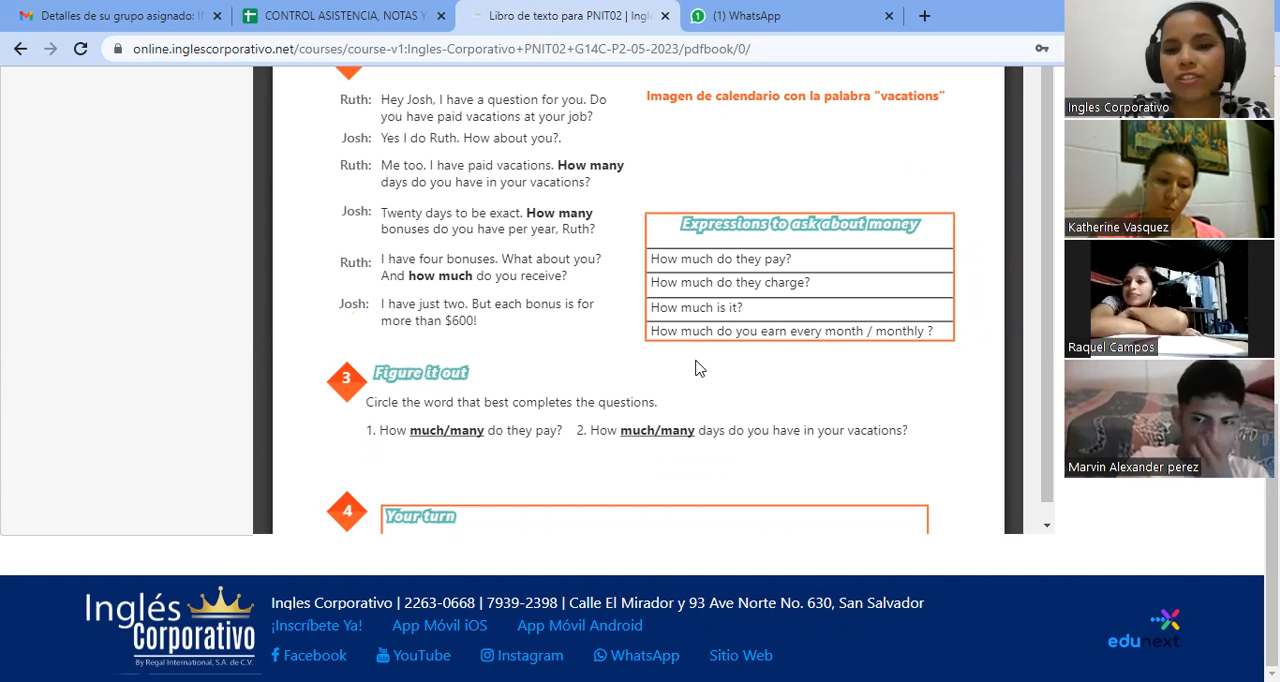 Detalles de su grupo asignado: I
CONTROL ASISTENCIA, NOTAS Y
Libro de texto para PNIT02 | Ingl
(1) WhatsApp
online.inglescorporativo.net/courses/course-v1:Ingles-Corporativo+PNIT02+G14C-P2-05-2023/pdfbook/0/
Ruth: Hey Josh, I have a question for you. Do
you have paid vacations at your job?
Josh: Yes I do Ruth. How about you?.
Ruth: Me too. I have paid vacations. How many
days do you have in your vacations?
Josh: Twenty days to be exact. How many
bonuses do you have per year, Ruth?
Ruth: I have four bonuses. What about you?
And how much do you receive?
Josh: I have just two. But each bonus is for
more than $600!
Imagen de calendario con la palabra “vacations”
Expressions to ask about money
How much do they pay?
How much do they charge?
How much is it?
How much do you earn every month / monthly ?
3 Figure it out
Circle the word that best completes the questions.
1. How much/many do they pay? 2. How much/many days do you have in your vacations?
4 Your turn
Ingles Corporativo
Katherine Vasquez
Raquel Campos
Marvin Alexander perez
Inglés
Corporativo
By Regal International, S.A. de C.V.
Ingles Corporativo | 2263-0668 | 7939-2398 | Calle El Mirador y 93 Ave Norte No. 630, San Salvador
¡Inscríbete Ya! App Móvil iOS App Móvil Android
Facebook YouTube Instagram WhatsApp Sitio Web
edunext